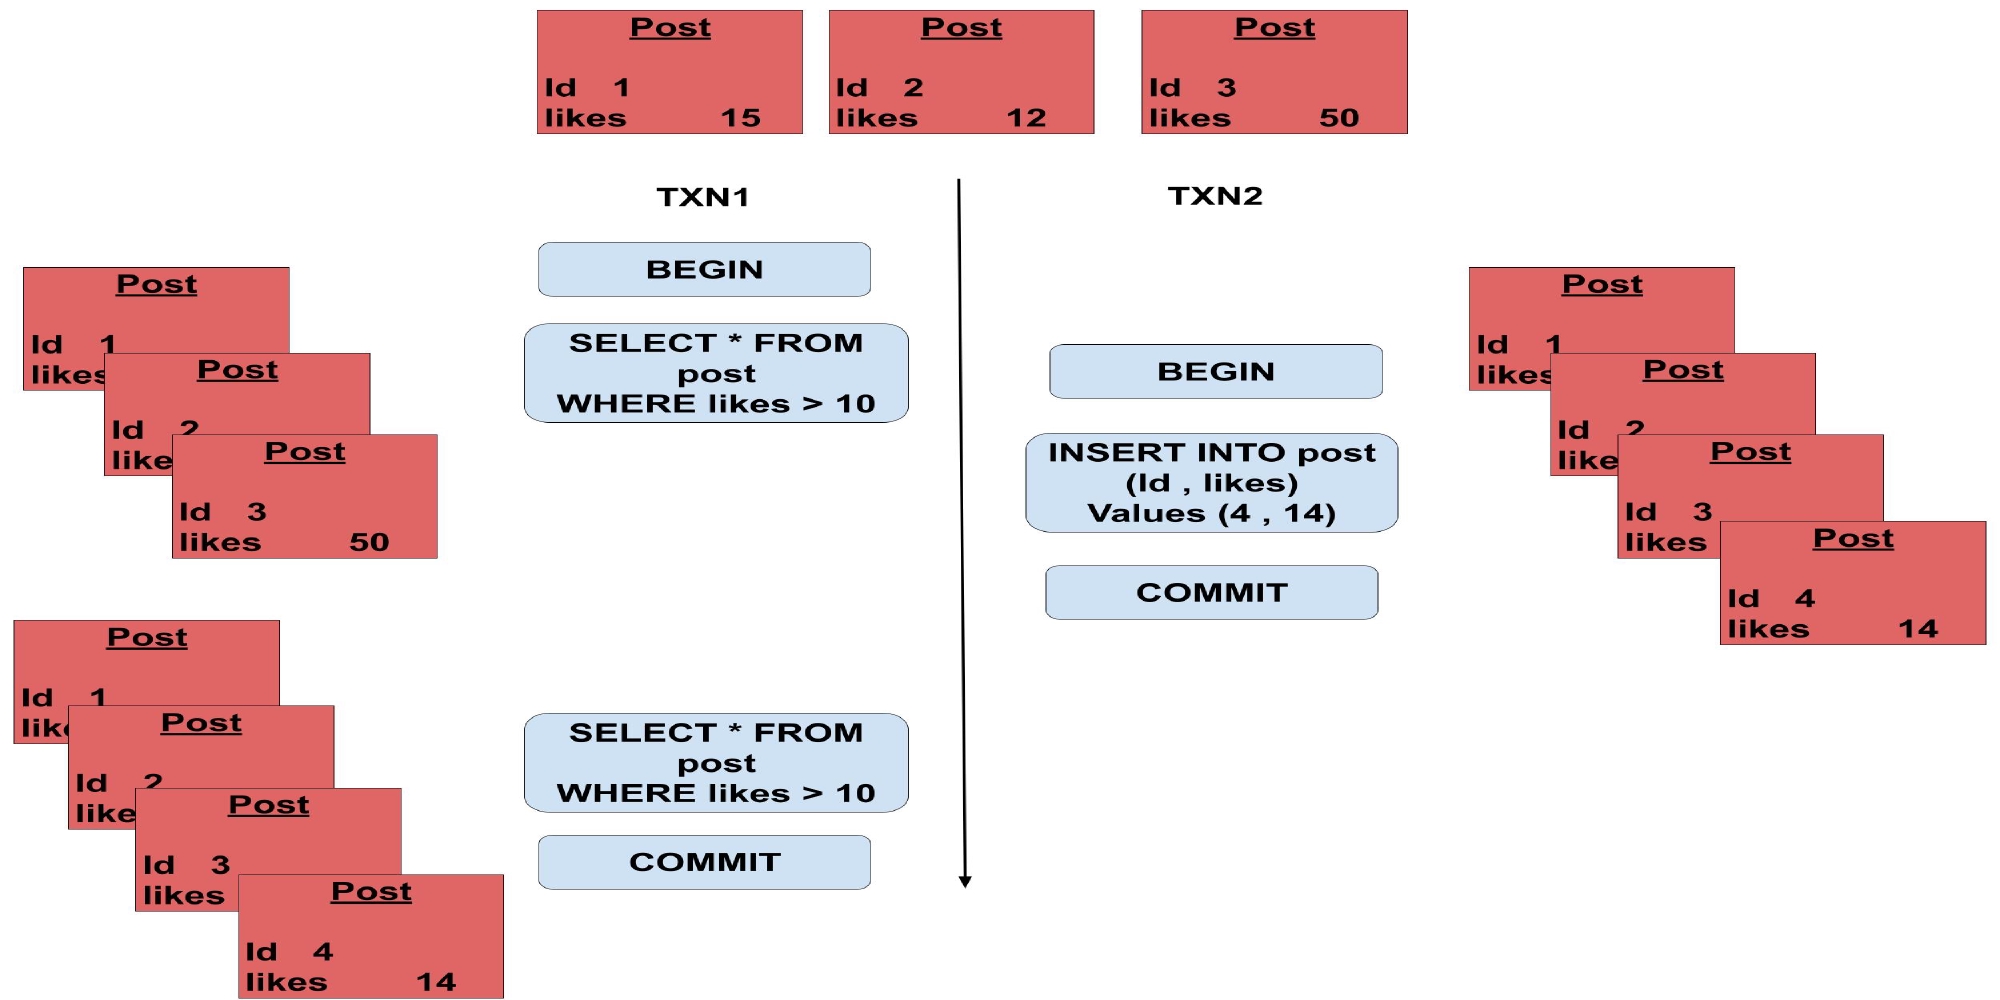 Post
Id 1
likes 15
Post
Id 2
likes 12
Post
Id 3
likes 50
TXN1
TXN2
BEGIN
SELECT * FROM
post
WHERE likes > 10
BEGIN
INSERT INTO post
(Id , likes)
Values (4 , 14)
COMMIT
SELECT * FROM
post
WHERE likes > 10
COMMIT
Post
Id 1
likes
Post
Id 2
like
Post
Id 3
likes 50
Post
Id 1
lik
Post
Id 2
like
Post
Id 3
likes
Post
Id 4
likes 14
Post
Id 1
likes
Post
Id 2
like
Post
Id 3
likes
Post
Id 4
likes 14